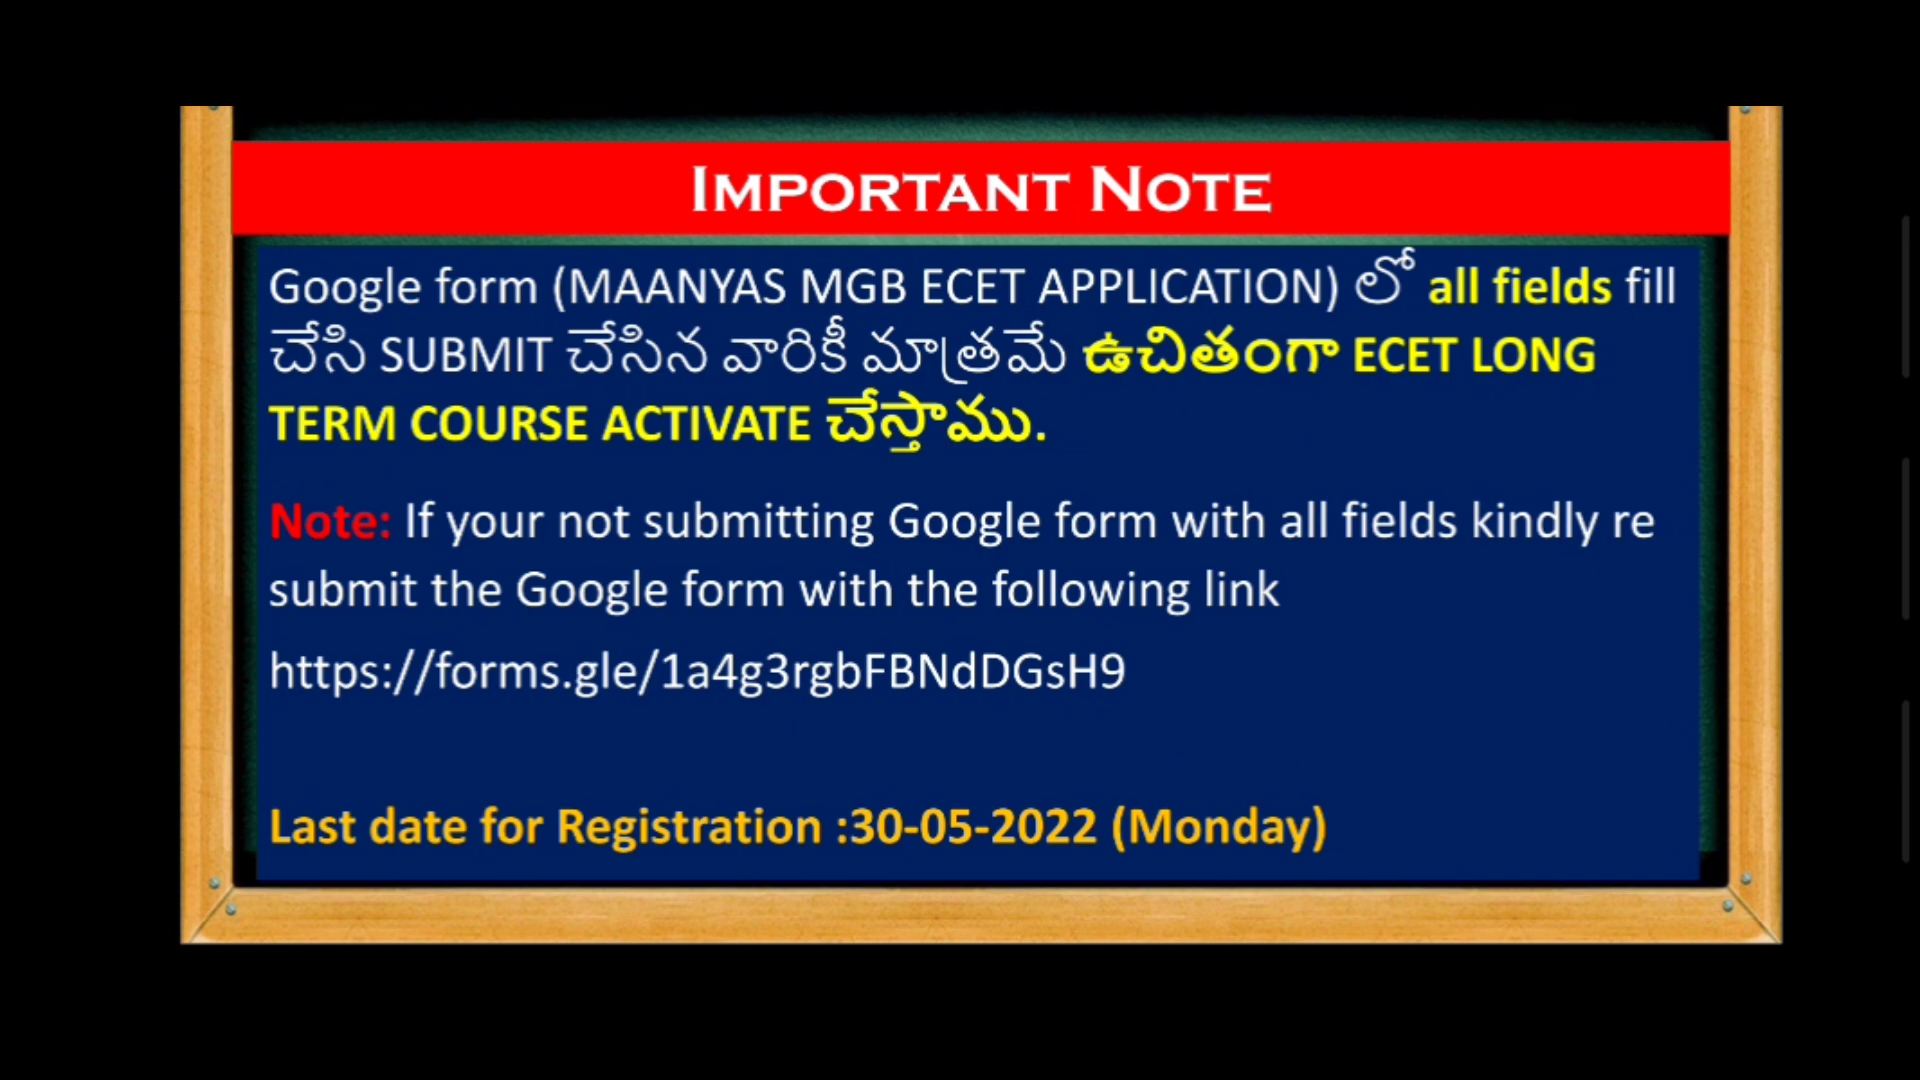 IMPORTANT NOTE
Google form (MAANYAS MGB ECET APPLICATION) లో all fields fill
చేసి SUBMIT చేసిన వారికీ మాత్రమే ఉచితంగా ECET LONG
TERM COURSE ACTIVATE చేస్తాము.
Note: If your not submitting Google form with all fields kindly re
submit the Google form with the following link
https://forms.gle/1a4g3rgbFBNdDGsH9
Last date for Registration :30-05-2022 (Monday)